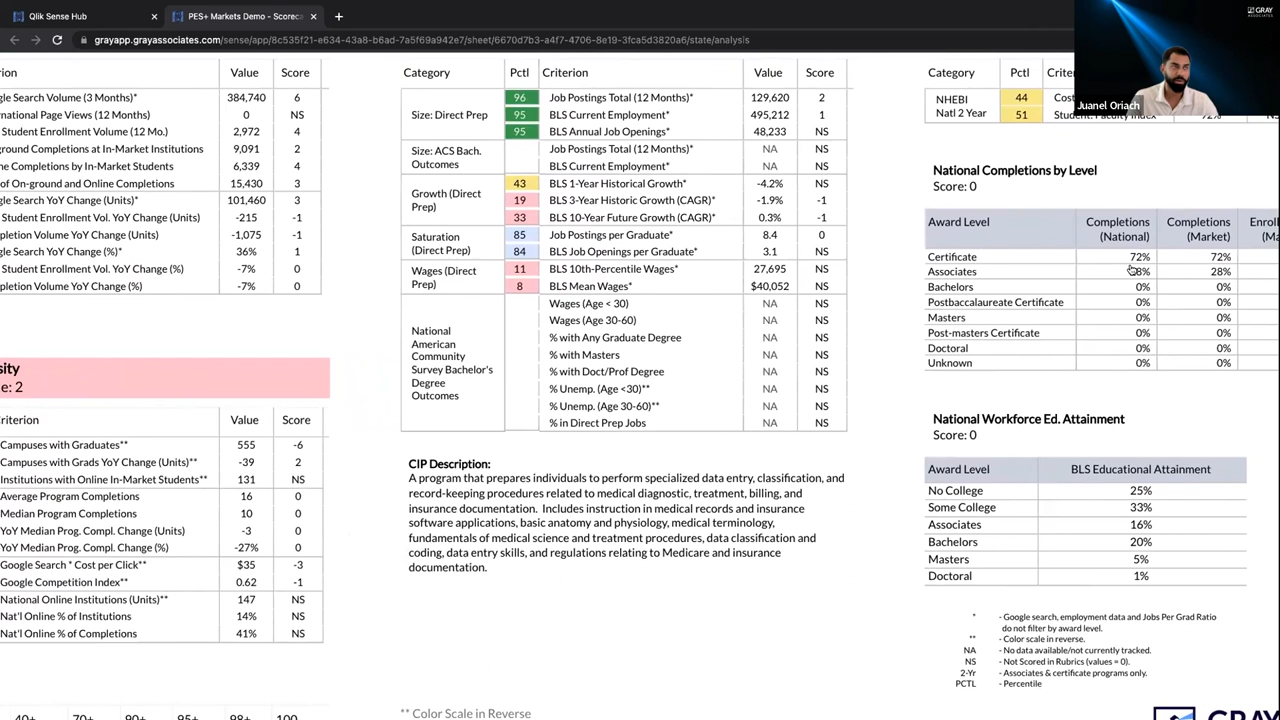 Qlik Sense Hub
PES+ Markets Demo - Scoreca
grayapp.grayassociates.com/sense/app/8c535f21-e634-43a8-b6ad-7a5f69a942e7/sheet/6670d7b3-a4f7-4706-8e19-3fca5d3820a6/state/analysis
GRAY
ASSOCIATES
Juanel Oriach
rion Value Score
gle Search Volume (3 Months)* 384,740 6
rnational Page Views (12 Months) 0 NS
Student Enrollment Volume (12 Mo.) 2,972 4
ground Completions at In-Market Institutions 9,091 2
ne Completions by In-Market Students 6,339 4
of On-ground and Online Completions 15,430 3
gle Search YoY Change (Units)* 101,460 3
Student Enrollment Vol. YoY Change (Units) -215 -1
pletion Volume YoY Change (Units) -1,075 -1
gle Search YoY Change (%)* 36% 1
Student Enrollment Vol. YoY Change (%) -7% 0
pletion Volume YoY Change (%) -7% 0
sity
e: 2
Criterion Value Score
Campuses with Graduates** 555 -6
Campuses with Grads YoY Change (Units)** -39 2
Institutions with Online In-Market Students** 131 NS
Average Program Completions 16 0
Median Program Completions 10 0
YoY Median Prog. Compl. Change (Units) -3 0
YoY Median Prog. Compl. Change (%) -27% 0
Google Search * Cost per Click** $35 -3
Google Competition Index** 0.62 -1
National Online Institutions (Units)** 147 NS
Nat'l Online % of Institutions 14% NS
Nat'l Online % of Completions 41% NS
40+ 70+ 90+ 95+ 98+ 100
Category Pctl Criterion Value Score
Size: Direct Prep
96 Job Postings Total (12 Months)* 129,620 2
95 BLS Current Employment* 495,212 1
95 BLS Annual Job Openings* 48,233 NS
Size: ACS Bach.
Outcomes
Job Postings Total (12 Months)* NA NS
BLS Current Employment* NA NS
Growth (Direct
Prep)
43 BLS 1-Year Historical Growth* -4.2% NS
19 BLS 3-Year Historic Growth (CAGR)* -1.9% -1
33 BLS 10-Year Future Growth (CAGR)* 0.3% -1
Saturation
(Direct Prep)
85 Job Postings per Graduate* 8.4 0
84 BLS Job Openings per Graduate* 3.1 NS
Wages (Direct
Prep)
11 BLS 10th-Percentile Wages* 27,695 NS
8 BLS Mean Wages* $40,052 NS
National
American
Community
Survey Bachelor's
Degree
Outcomes
Wages (Age < 30) NA NS
Wages (Age 30-60) NA NS
% with Any Graduate Degree NA NS
% with Masters NA NS
% with Doct/Prof Degree NA NS
% Unemp. (Age <30)** NA NS
% Unemp. (Age 30-60)** NA NS
% in Direct Prep Jobs NA NS
CIP Description:
A program that prepares individuals to perform specialized data entry, classification, and
record-keeping procedures related to medical diagnostic, treatment, billing, and
insurance documentation. Includes instruction in medical records and insurance
software applications, basic anatomy and physiology, medical terminology,
fundamentals of medical science and treatment procedures, data classification and
coding, data entry skills, and regulations relating to Medicare and insurance
documentation.
** Color Scale in Reverse
Category Pctl Crite
NHEBI
Natl 2 Year
44 Cost
51 Student: Faculty Index 72%
National Completions by Level
Score: 0
Award Level Completions (National) Completions (Market) Enrol (Ma
Certificate 72% 72%
Associates 28% 28%
Bachelors 0% 0%
Postbaccalaureate Certificate 0% 0%
Masters 0% 0%
Post-masters Certificate 0% 0%
Doctoral 0% 0%
Unknown 0% 0%
National Workforce Ed. Attainment
Score: 0
Award Level BLS Educational Attainment
No College 25%
Some College 33%
Associates 16%
Bachelors 20%
Masters 5%
Doctoral 1%
* - Google search, employment data and Jobs Per Grad Ratio
do not filter by award level.
** - Color scale in reverse.
NA - No data available/not currently tracked.
NS - Not Scored in Rubrics (values = 0).
2-Yr - Associates & certificate programs only.
PCTL - Percentile
GRAY